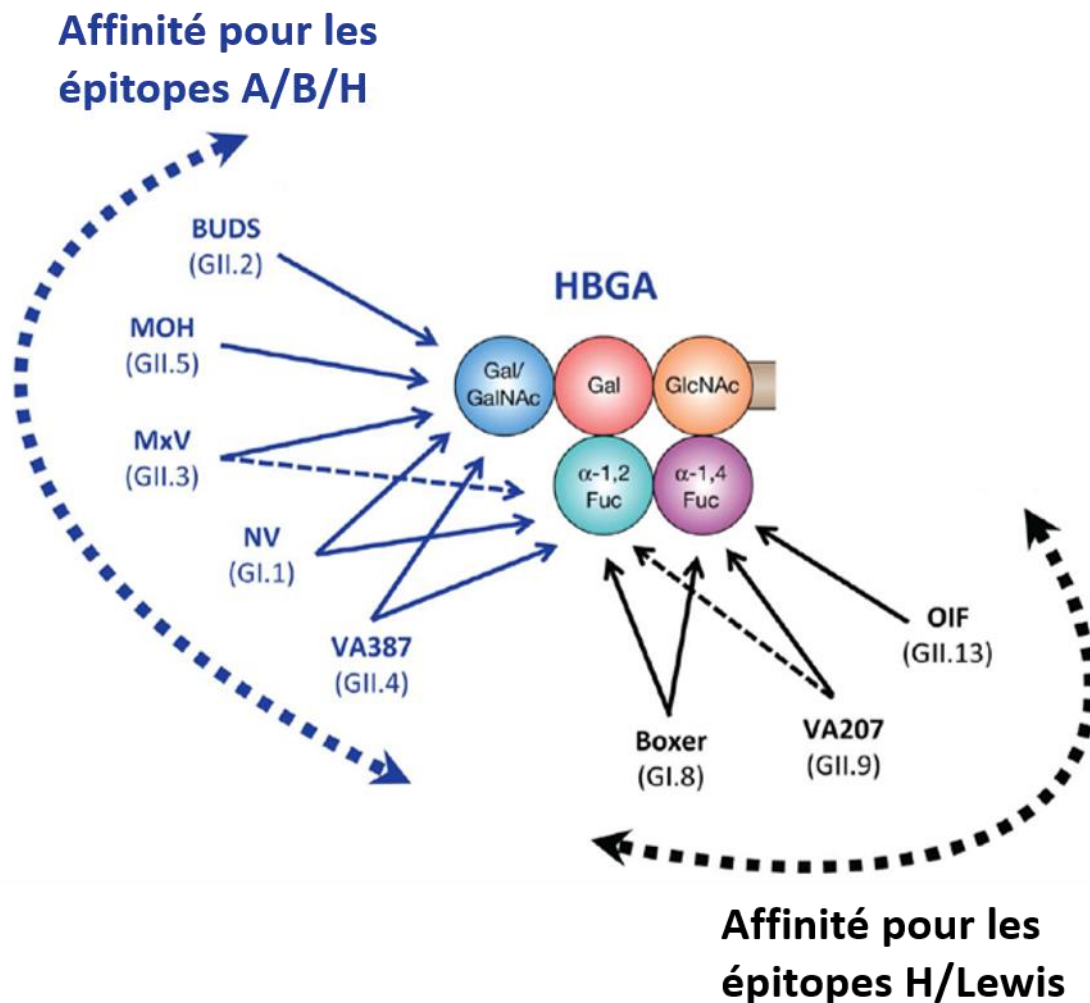 Affinité pour les
épitopes A/B/H
BUDS
(GII.2)
HBGA
MOH
(GII.5)
Gal/
GalNAc
Gal
GlcNAc
MxV
(GII.3)
α-1,2
Fuc
α-1,4
Fuc
NV
(GI.1)
VA387
(GII.4)
OIF
(GII.13)
Boxer
(GI.8)
VA207
(GII.9)
Affinité pour les
épitopes H/Lewis